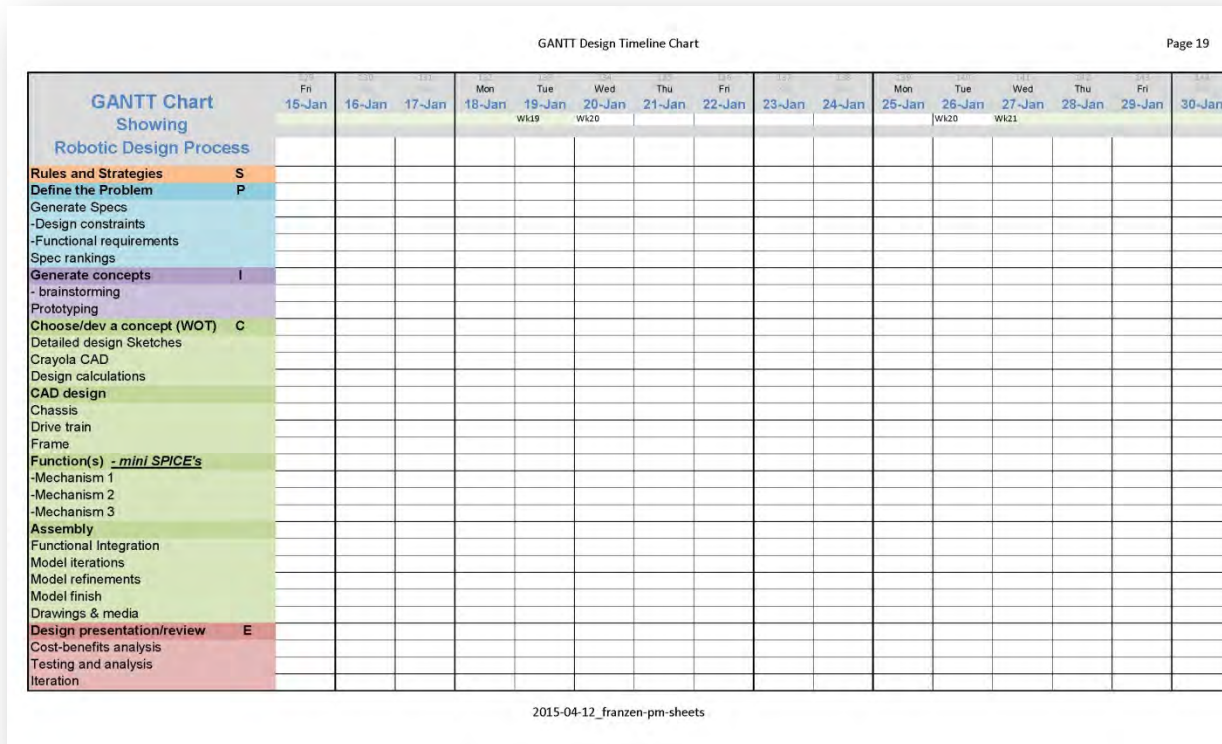 GANTT Design Timeline Chart Page 19
Fri Mon Tue Wed Thu Fri Mon Tue Wed Thu Fri
GANTT Chart 15-Jan 16-Jan 17-Jan 18-Jan 19-Jan 20-Jan 21-Jan 22-Jan 23-Jan 24-Jan 25-Jan 26-Jan 27-Jan 28-Jan 29-Jan 30-Jan
Showing Wk19 Wk20 Wk20 Wk21
Robotic Design Process
Rules and Strategies S
Define the Problem P
Generate Specs
-Design constraints
-Functional requirements
Spec rankings
Generate concepts I
- brainstorming
Prototyping
Choose/dev a concept (WOT) C
Detailed design Sketches
Crayola CAD
Design calculations
CAD design
Chassis
Drive train
Frame
Function(s) - mini SPICE's
-Mechanism 1
-Mechanism 2
-Mechanism 3
Assembly
Functional Integration
Model iterations
Model refinements
Model finish
Drawings & media
Design presentation/review E
Cost-benefits analysis
Testing and analysis
Iteration
2015-04-12_franzen-pm-sheets